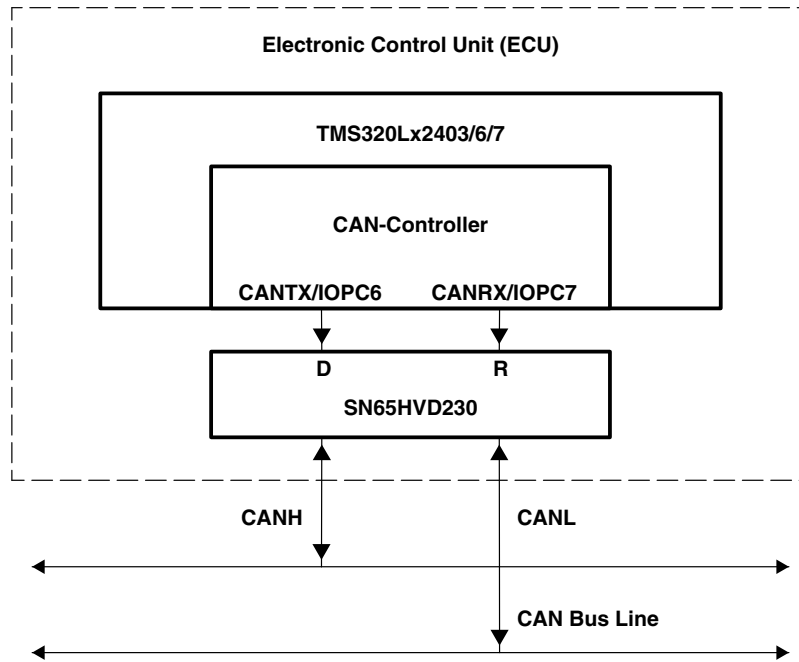 Electronic Control Unit (ECU)
TMS320Lx2403/6/7
CAN-Controller
CANTX/IOPC6 CANRX/IOPC7
D R
SN65HVD230
CANH CANL
CAN Bus Line